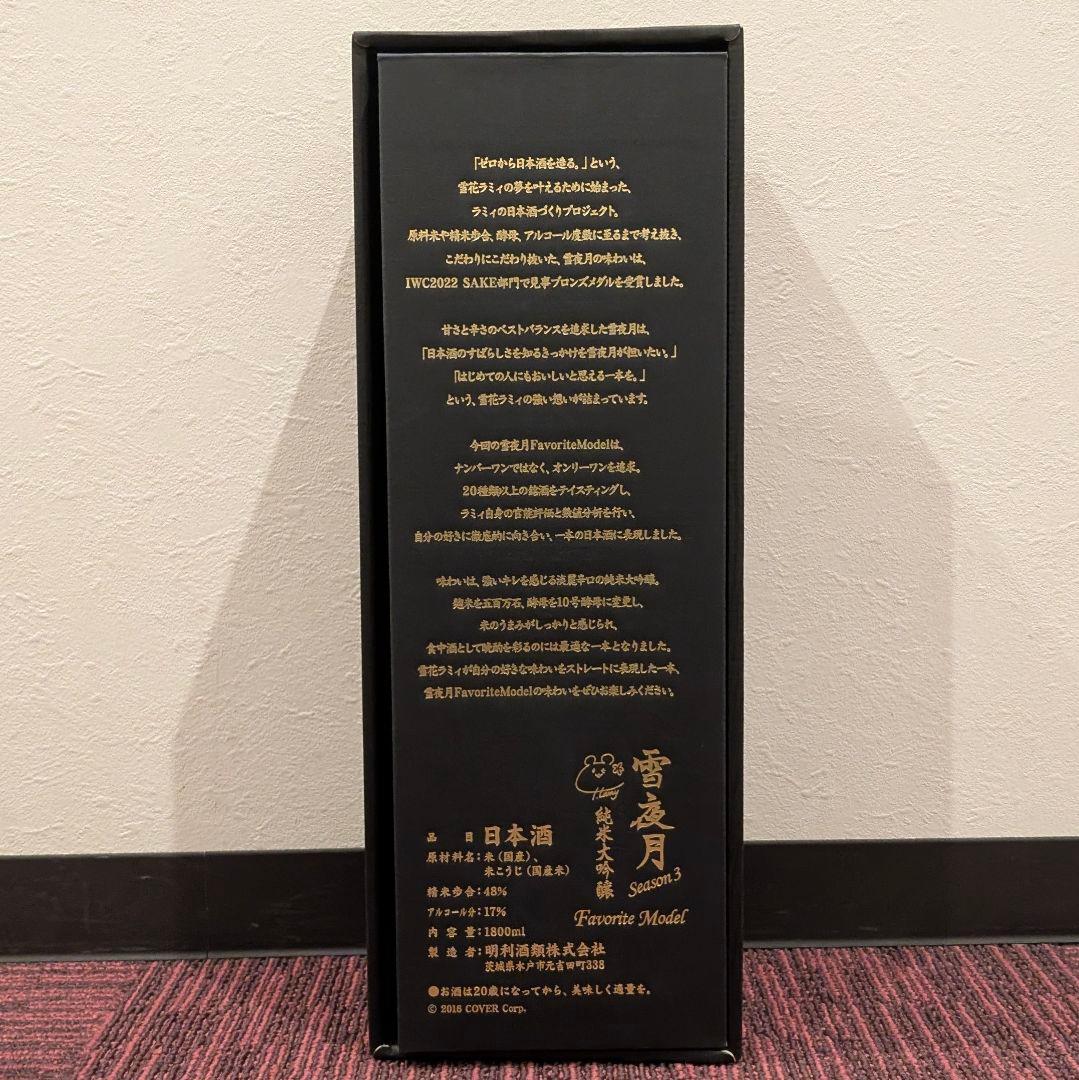 「ゼロから日本酒を造る。」という、
雪花ラミィの夢を叶えるために始まった、
ラミィの日本酒づくりプロジェクト。
原料米や精米歩合、酵母、アルコール度数に至るまで考え抜き、
こだわりにこだわり抜いた、雪夜月の味わいは、
IWC2022 SAKE部門で見事ブロンズメダルを受賞しました。
甘さと辛さのベストバランスを追求した雪夜月は、
「日本酒のすばらしさを知るきっかけを雪夜月が担いたい。」
「はじめての人にもおいしいと思える一本を。」
という、雪花ラミィの強い想いが詰まっています。
今回の雪夜月FavoriteModelは、
ナンバーワンではなく、オンリーワンを追求。
20種類以上の銘酒をテイスティングし、
ラミィ自身の官能評価と数値分析を行い、
自分の好きに徹底的に向き合い、一本の日本酒に表現しました。
味わいは、強いキレを感じる淡麗辛口の純米大吟醸。
麹米を五百万石、酵母を10号酵母に変更し、
米のうまみがしっかりと感じられ、
食中酒として晩酌を彩るのには最適な一本となりました。
雪花ラミィが自分の好きな味わいをストレートに表現した一本、
雪夜月FavoriteModelの味わいをぜひお楽しみください。
雪夜月
Season3
Lamy
純米大吟醸
Favorite Model
品目 日本酒
原材料名：米（国産）、
米こうじ（国産米）
精米歩合：48%
アルコール分：17%
内容量：1800ml
製造者：明利酒類株式会社
茨城県水戸市元吉田町338
●お酒は20歳になってから、美味しく適量を。
© 2016 COVER Corp.